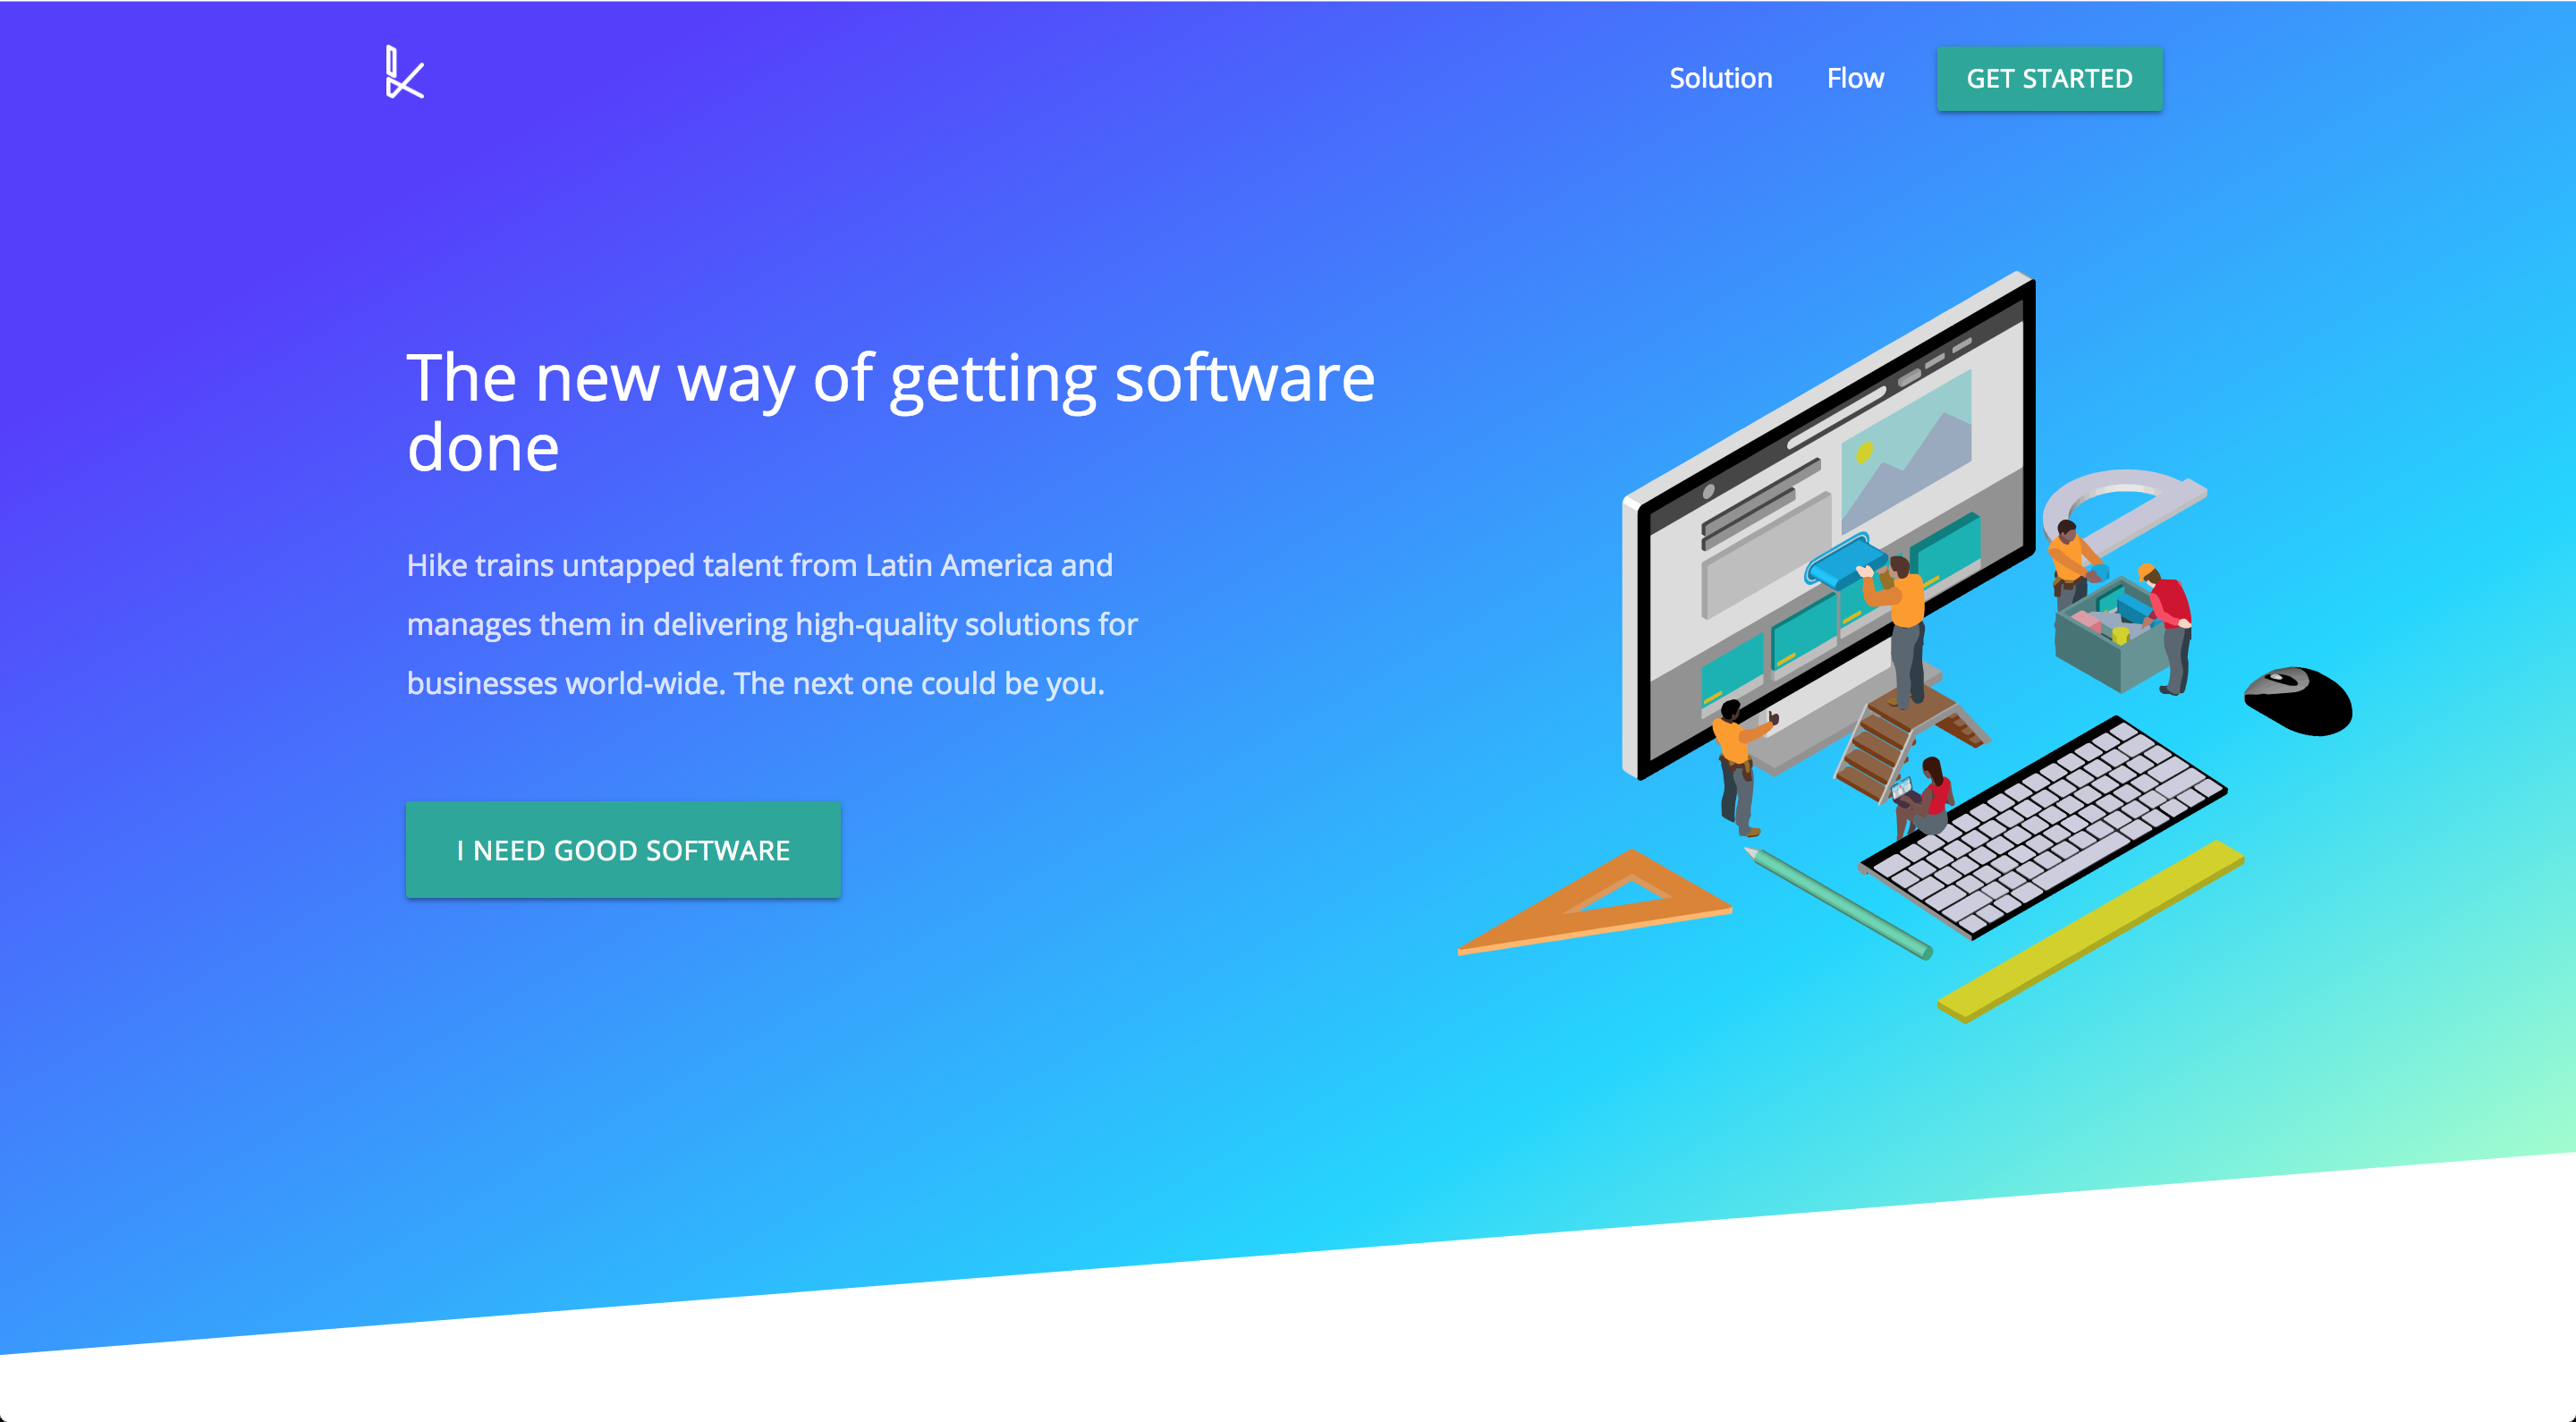 Solution
Flow
GET STARTED
The new way of getting software
done
Hike trains untapped talent from Latin America and
manages them in delivering high-quality solutions for
businesses world-wide. The next one could be you.
I NEED GOOD SOFTWARE